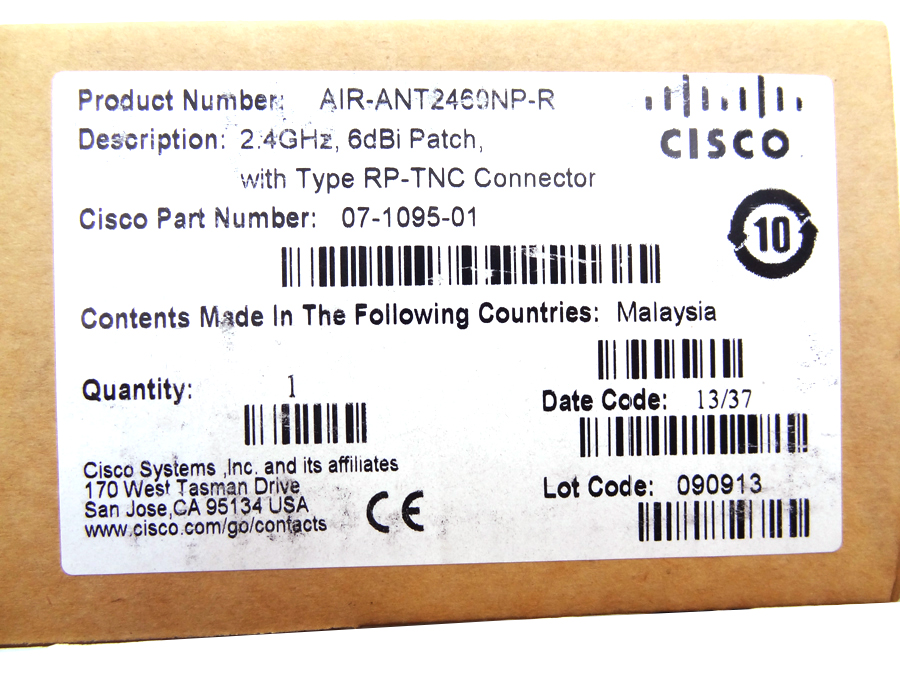 Product Number: AIR-ANT2460NP-R
CISCO
Description: 2.4GHz, 6dBi Patch,
with Type RP-TNC Connector
Cisco Part Number: 07-1095-01
10
Contents Made In The Following Countries: Malaysia
Quantity: 1
Date Code: 13/37
Lot Code: 090913
Cisco Systems ,Inc. and its affiliates
170 West Tasman Drive
San Jose,CA 95134 USA
www.cisco.com/go/contacts
CE